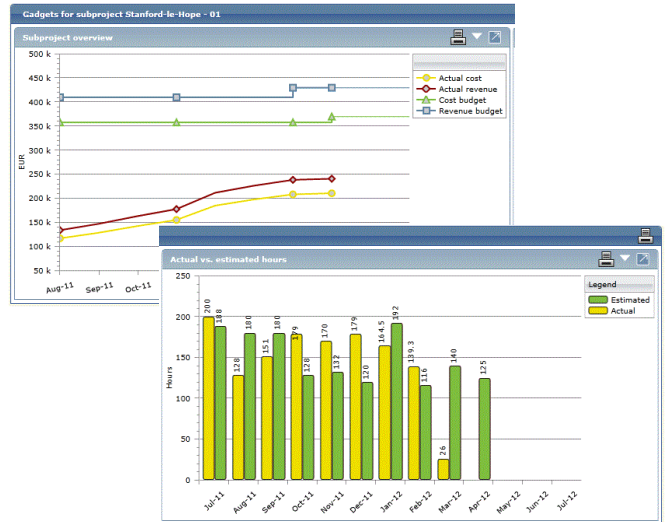 Gadgets for subproject Stanford-le-Hope - 01
Subproject overview
500 k
450 k
400 k
350 k
300 k
250 k
200 k
150 k
100 k
50 k
EUR
Aug-11 Sep-11 Oct-11
Actual cost
Actual revenue
Cost budget
Revenue budget
Actual vs. estimated hours
250
200
150
100
50
0
Hours
200 188 128 180 151 180 179 128 170 132 179 120 164.5 192 139.3 116 26 140 125
Jul-11 Aug-11 Sep-11 Oct-11 Nov-11 Dec-11 Jan-12 Feb-12 Mar-12 Apr-12 May-12 Jun-12 Jul-12
Legend
Estimated
Actual